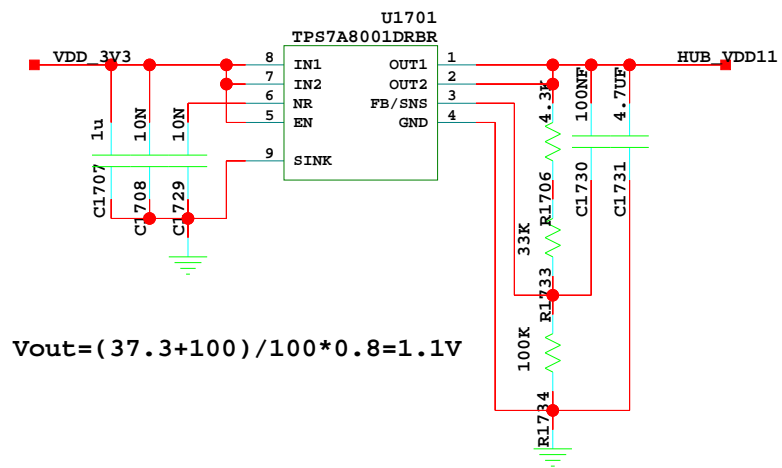 U1701
TPS7A8001DRBR
VDD_3V3
HUB_VDD11
8 IN1
7 IN2
6 NR
5 EN
9 SINK
OUT1 1
OUT2 2
FB/SNS 3
GND 4
1u
10N
10N
C1707
C1708
C1729
4.3K
100NF
4.7UF
R1706
C1730
C1731
33K
R1733
100K
R1734
Vout=(37.3+100)/100*0.8=1.1V